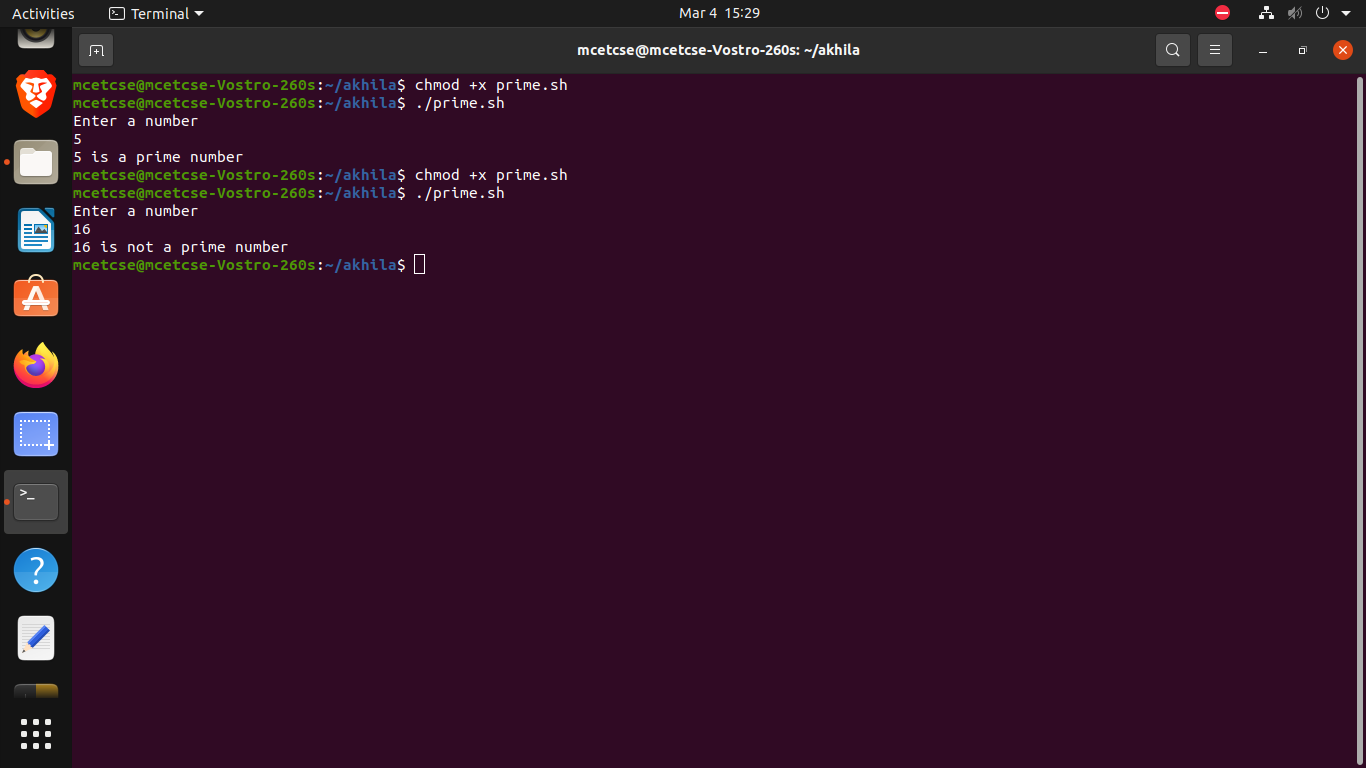 Activities Terminal Mar 4 15:29
mcetcse@mcetcse-Vostro-260s: ~/akhila
mcetcse@mcetcse-Vostro-260s:~/akhila$ chmod +x prime.sh
mcetcse@mcetcse-Vostro-260s:~/akhila$ ./prime.sh
Enter a number
5
5 is a prime number
mcetcse@mcetcse-Vostro-260s:~/akhila$ chmod +x prime.sh
mcetcse@mcetcse-Vostro-260s:~/akhila$ ./prime.sh
Enter a number
16
16 is not a prime number
mcetcse@mcetcse-Vostro-260s:~/akhila$